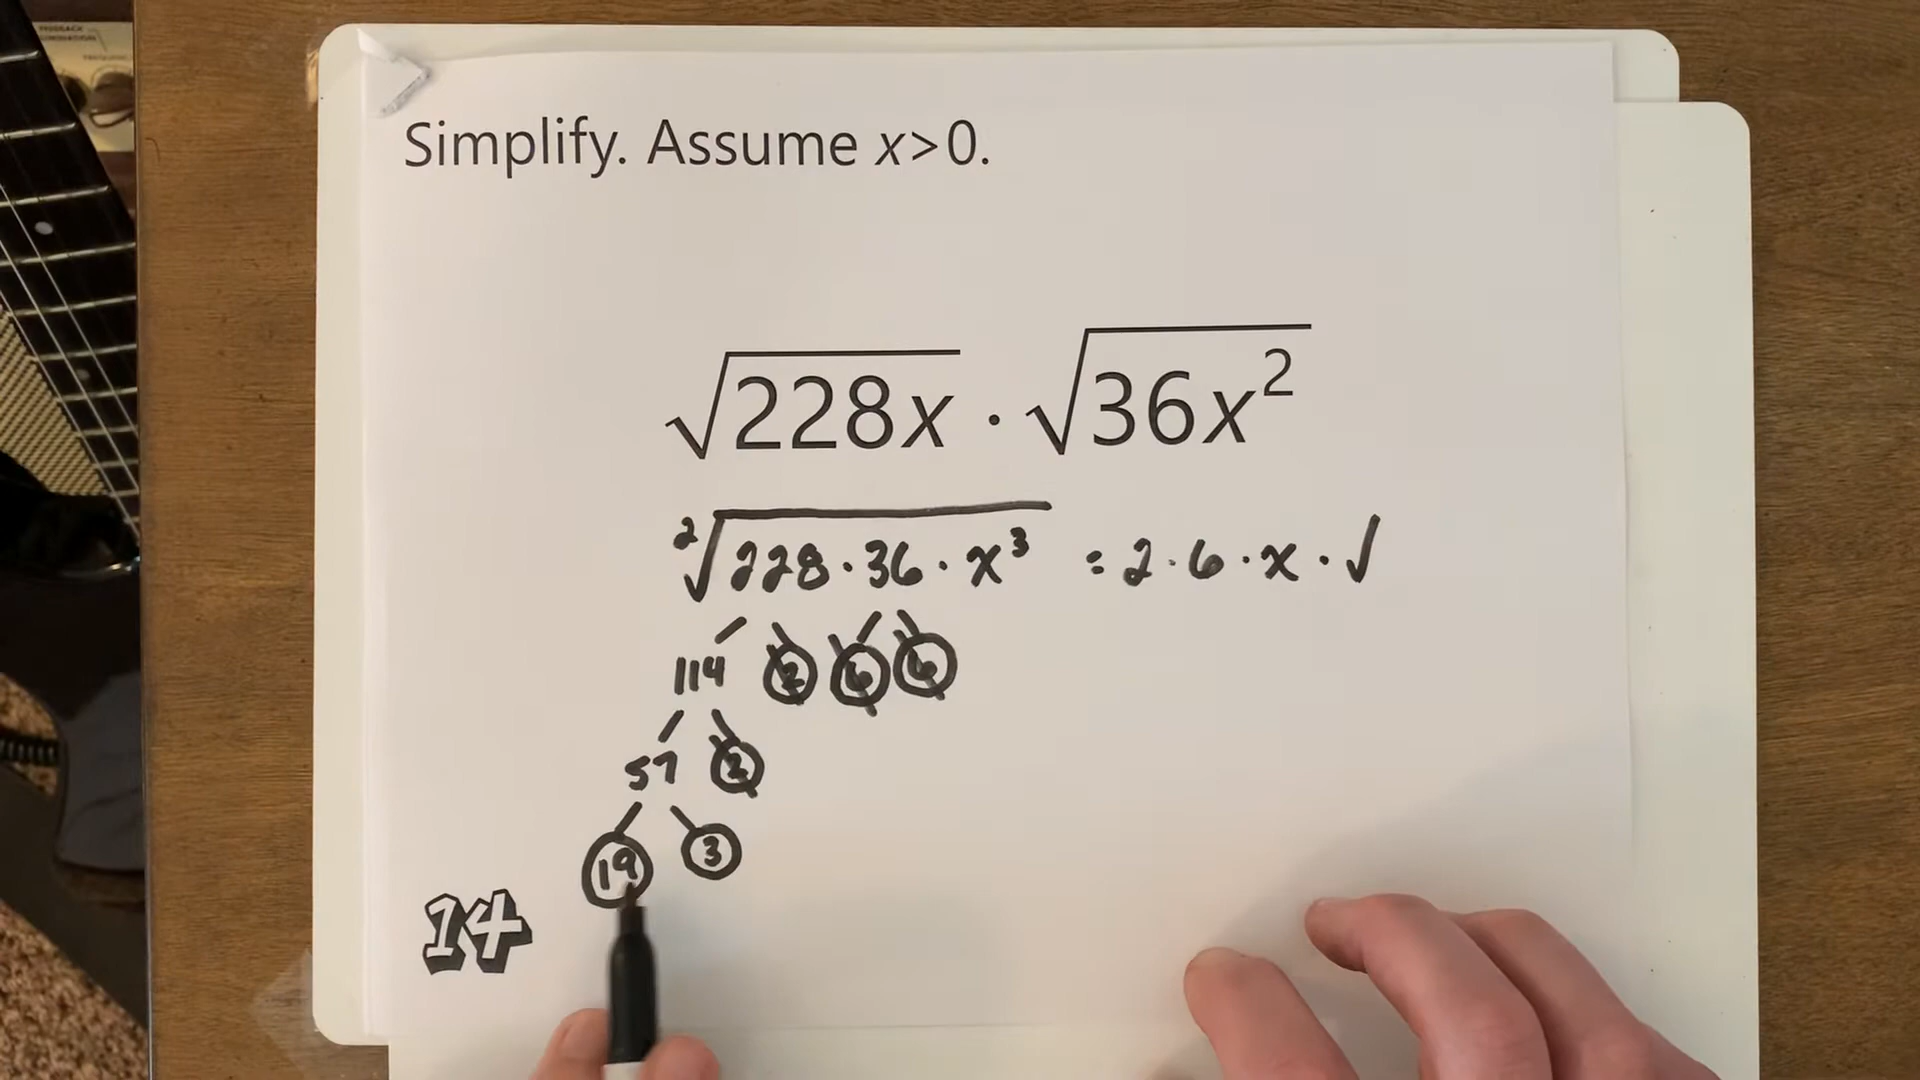 Simplify. Assume x>0.
√228x · √36x²
²√228·36·x³ = 2·6·x·√
114 2 6 6
57 2
19 3
14